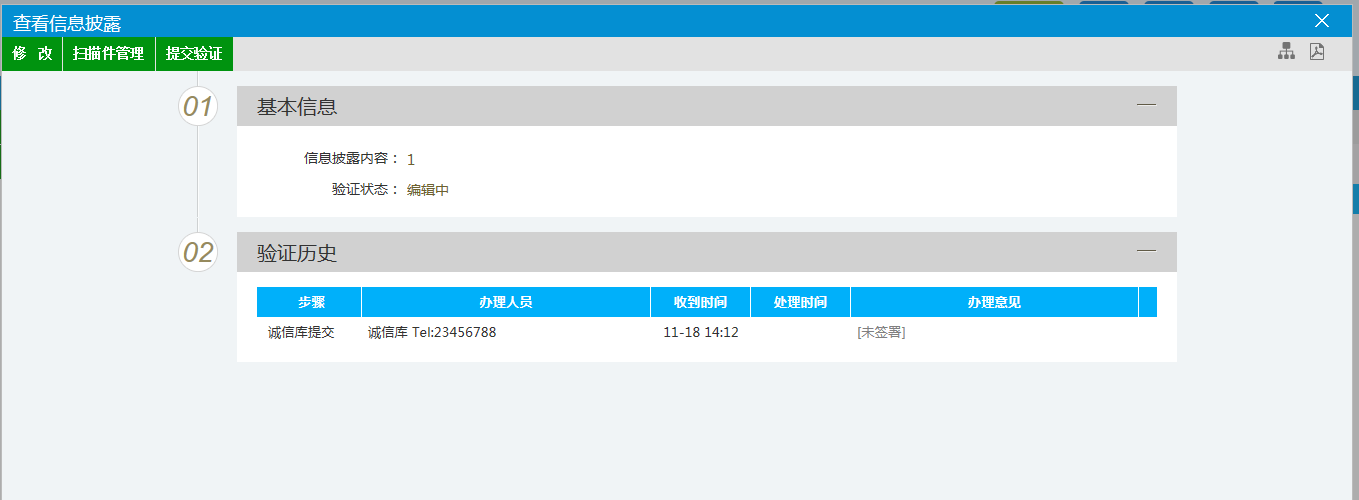 查看信息披露
修 改 扫描件管理 提交验证
01 基本信息
信息披露内容： 1
验证状态： 编辑中
02 验证历史
步骤 办理人员 收到时间 处理时间 办理意见
诚信库提交 诚信库 Tel:23456788 11-18 14:12 [未签署]